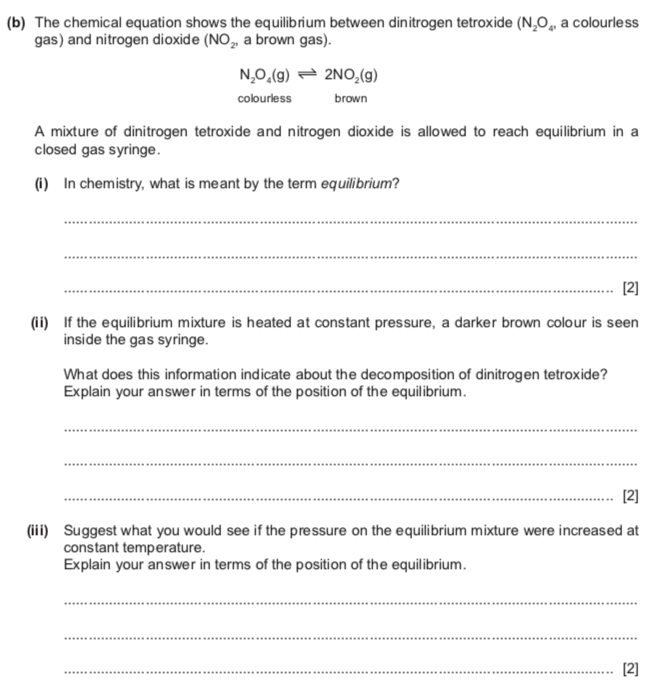 (b) The chemical equation shows the equilibrium between dinitrogen tetroxide (N₂O₄, a colourless
gas) and nitrogen dioxide (NO₂, a brown gas).
N₂O₄(g) ⇌ 2NO₂(g)
colourless brown
A mixture of dinitrogen tetroxide and nitrogen dioxide is allowed to reach equilibrium in a
closed gas syringe.
(i) In chemistry, what is meant by the term equilibrium?
[2]
(ii) If the equilibrium mixture is heated at constant pressure, a darker brown colour is seen
inside the gas syringe.
What does this information indicate about the decomposition of dinitrogen tetroxide?
Explain your answer in terms of the position of the equilibrium.
[2]
(iii) Suggest what you would see if the pressure on the equilibrium mixture were increased at
constant temperature.
Explain your answer in terms of the position of the equilibrium.
[2]